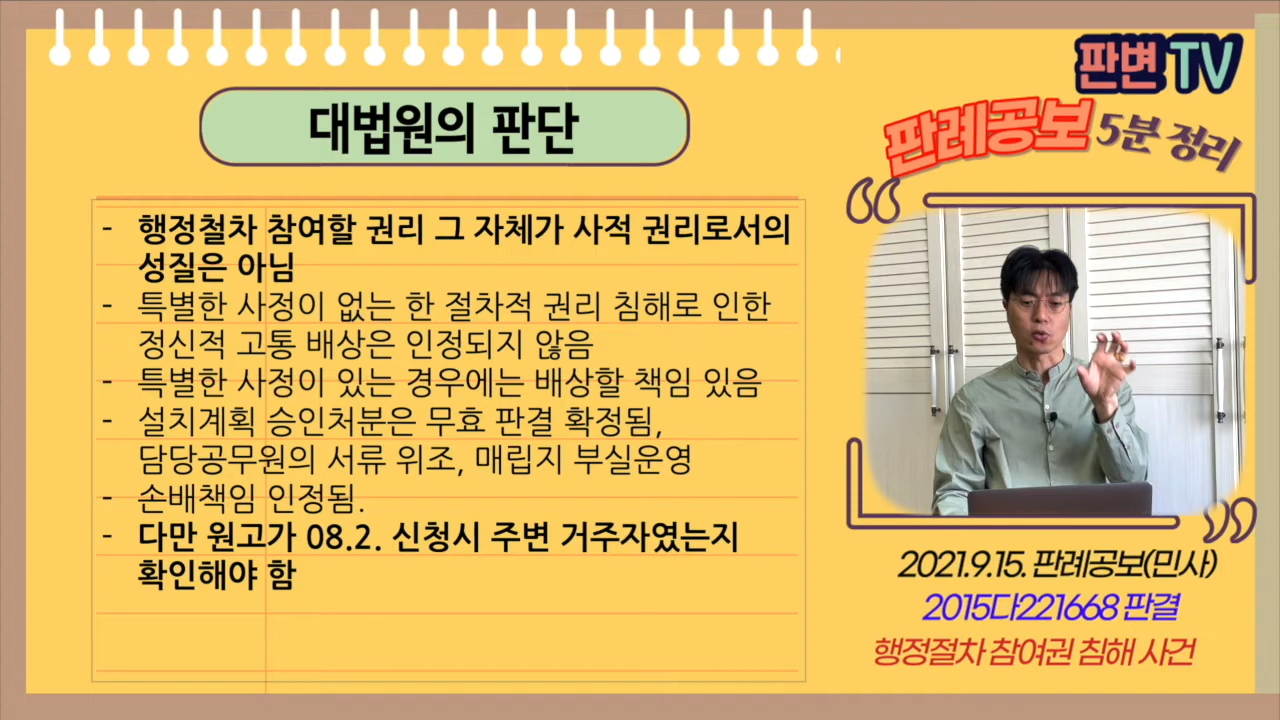 판변 TV
판례공보 5분 정리
대법원의 판단
- 행정절차 참여할 권리 그 자체가 사적 권리로서의
성질은 아님
- 특별한 사정이 없는 한 절차적 권리 침해로 인한
정신적 고통 배상은 인정되지 않음
- 특별한 사정이 있는 경우에는 배상할 책임 있음
- 설치계획 승인처분은 무효 판결 확정됨,
담당공무원의 서류 위조, 매립지 부실운영
- 손배책임 인정됨.
- 다만 원고가 08.2. 신청시 주변 거주자였는지
확인해야 함
2021.9.15. 판례공보(민사)
2015다221668 판결
행정절차 참여권 침해 사건